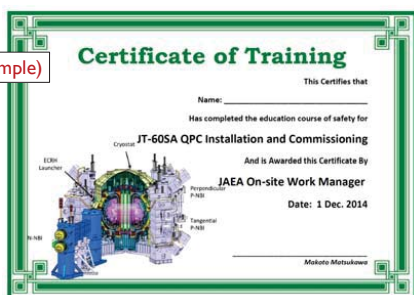 mple)
Certificate of Training
This Certifies that
Name:
Has completed the education course of safety for
JT-60SA QPC Installation and Commissioning
And is Awarded this Certificate By
JAEA On-site Work Manager
Date: 1 Dec. 2014
Makoto Matsukawa
Cryostat
ECRH
Launcher
Perpendicular
P-NBI
Tangential
P-NBI
N-NBI